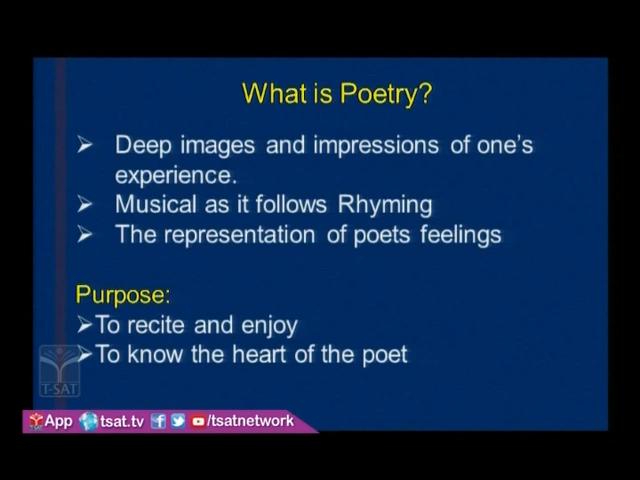 What is Poetry?
➢ Deep images and impressions of one's
experience.
➢ Musical as it follows Rhyming
➢ The representation of poets feelings
Purpose:
➢To recite and enjoy
➢To know the heart of the poet
T-SAT
App tsat.tv /tsatnetwork